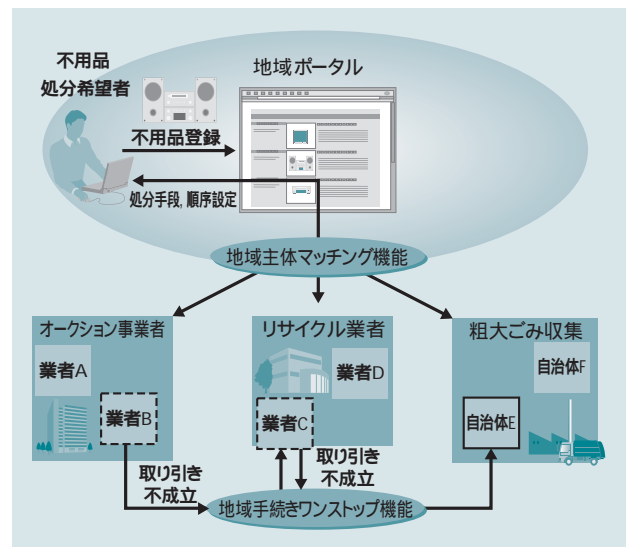 不用品
処分希望者
地域ポータル
不用品登録
処分手段, 順序設定
地域主体マッチング機能
オークション事業者
業者A
業者B
リサイクル業者
業者D
業者C
粗大ごみ収集
自治体F
自治体E
取り引き
不成立
取り引き
不成立
地域手続きワンストップ機能